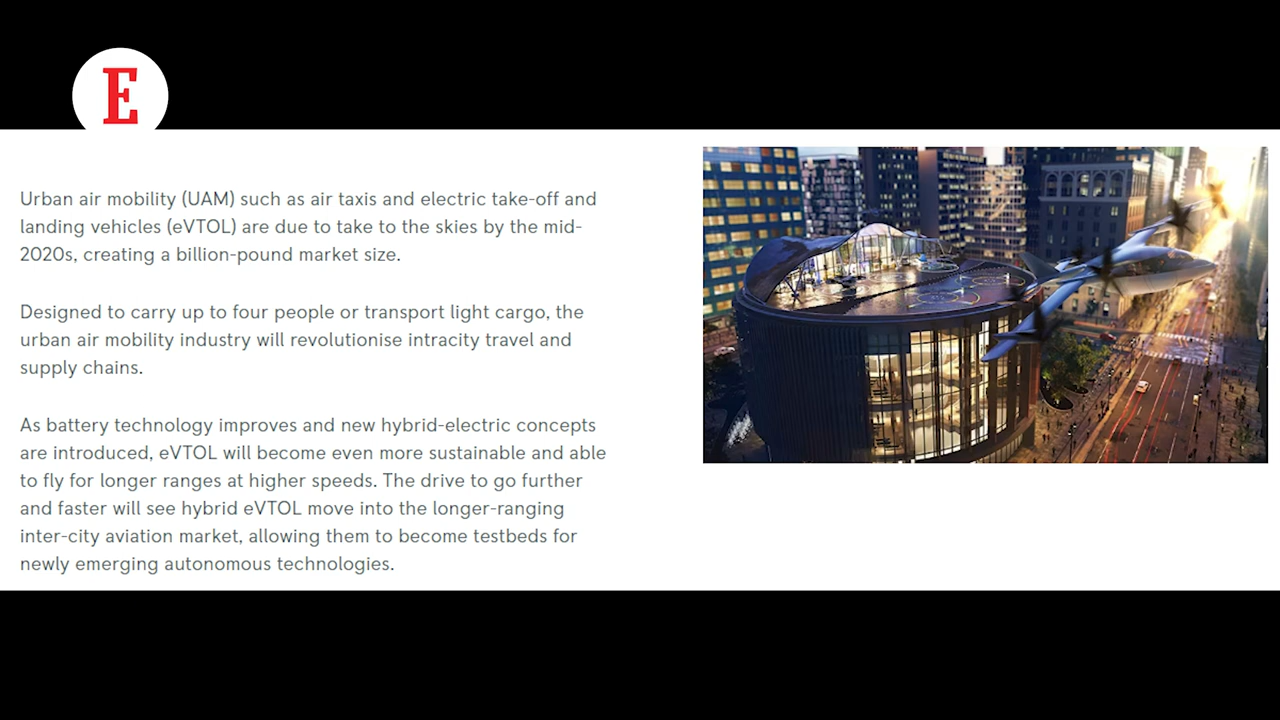 E
Urban air mobility (UAM) such as air taxis and electric take-off and
landing vehicles (eVTOL) are due to take to the skies by the mid-
2020s, creating a billion-pound market size.
Designed to carry up to four people or transport light cargo, the
urban air mobility industry will revolutionise intracity travel and
supply chains.
As battery technology improves and new hybrid-electric concepts
are introduced, eVTOL will become even more sustainable and able
to fly for longer ranges at higher speeds. The drive to go further
and faster will see hybrid eVTOL move into the longer-ranging
inter-city aviation market, allowing them to become testbeds for
newly emerging autonomous technologies.